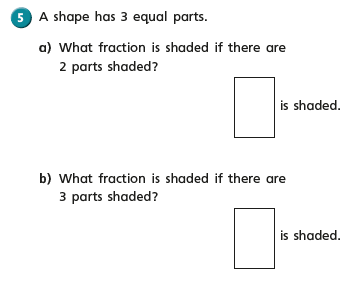 5 A shape has 3 equal parts.
a) What fraction is shaded if there are
2 parts shaded?
is shaded.
b) What fraction is shaded if there are
3 parts shaded?
is shaded.